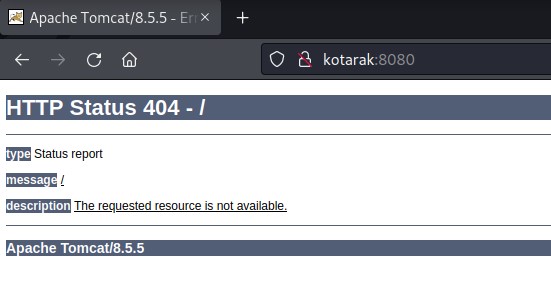 Apache Tomcat/8.5.5 - Er
kotarak:8080
HTTP Status 404 - /
type Status report
message /
description The requested resource is not available.
Apache Tomcat/8.5.5